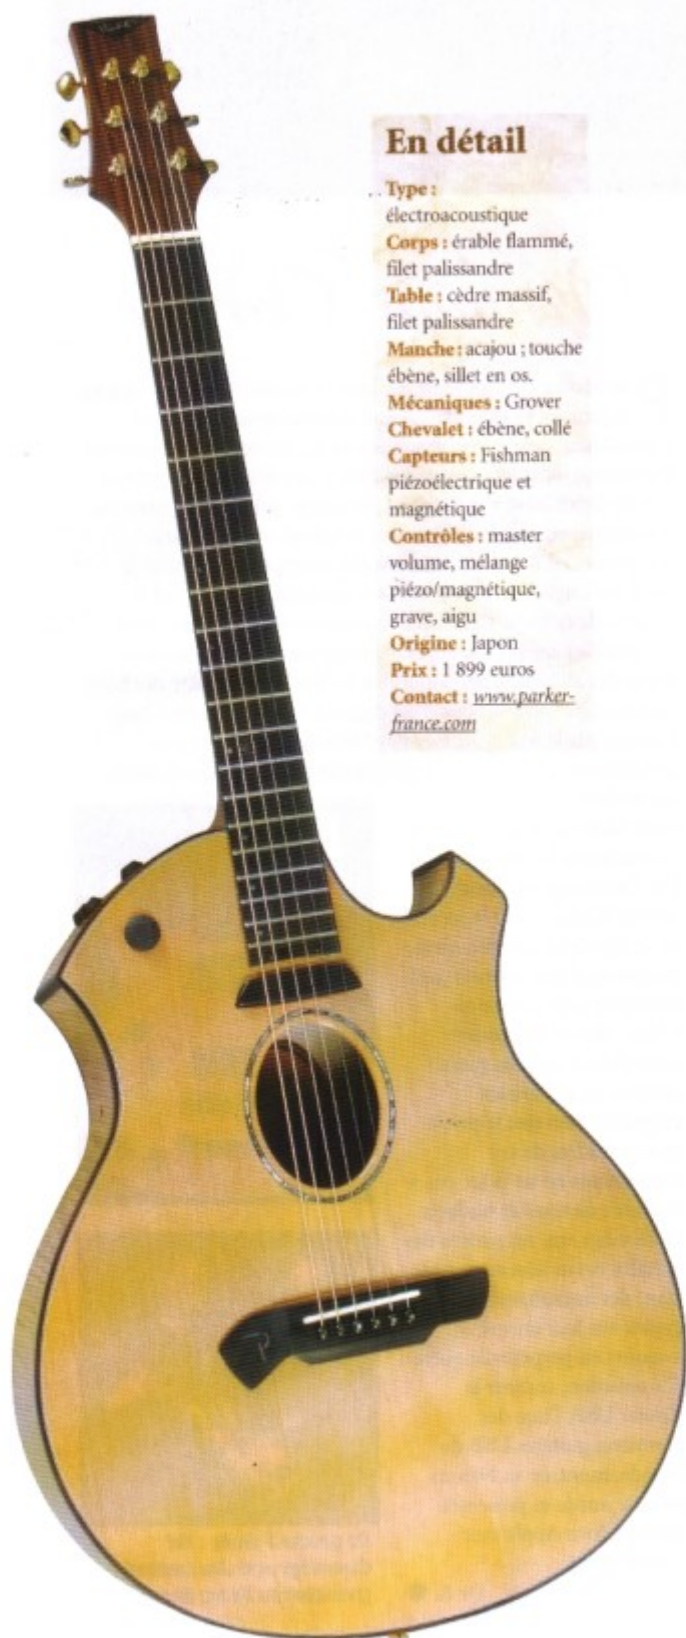 En détail
Type :
électroacoustique
Corps : érable flammé,
filet palissandre
Table : cèdre massif,
filet palissandre
Manche : acajou ; touche
ébène, sillet en os.
Mécaniques : Grover
Chevalet : ébène, collé
Capteurs : Fishman
piézoélectrique et
magnétique
Contrôles : master
volume, mélange
piézo/magnétique,
grave, aigu
Origine : Japon
Prix : 1 899 euros
Contact : www.parker-
france.com
P